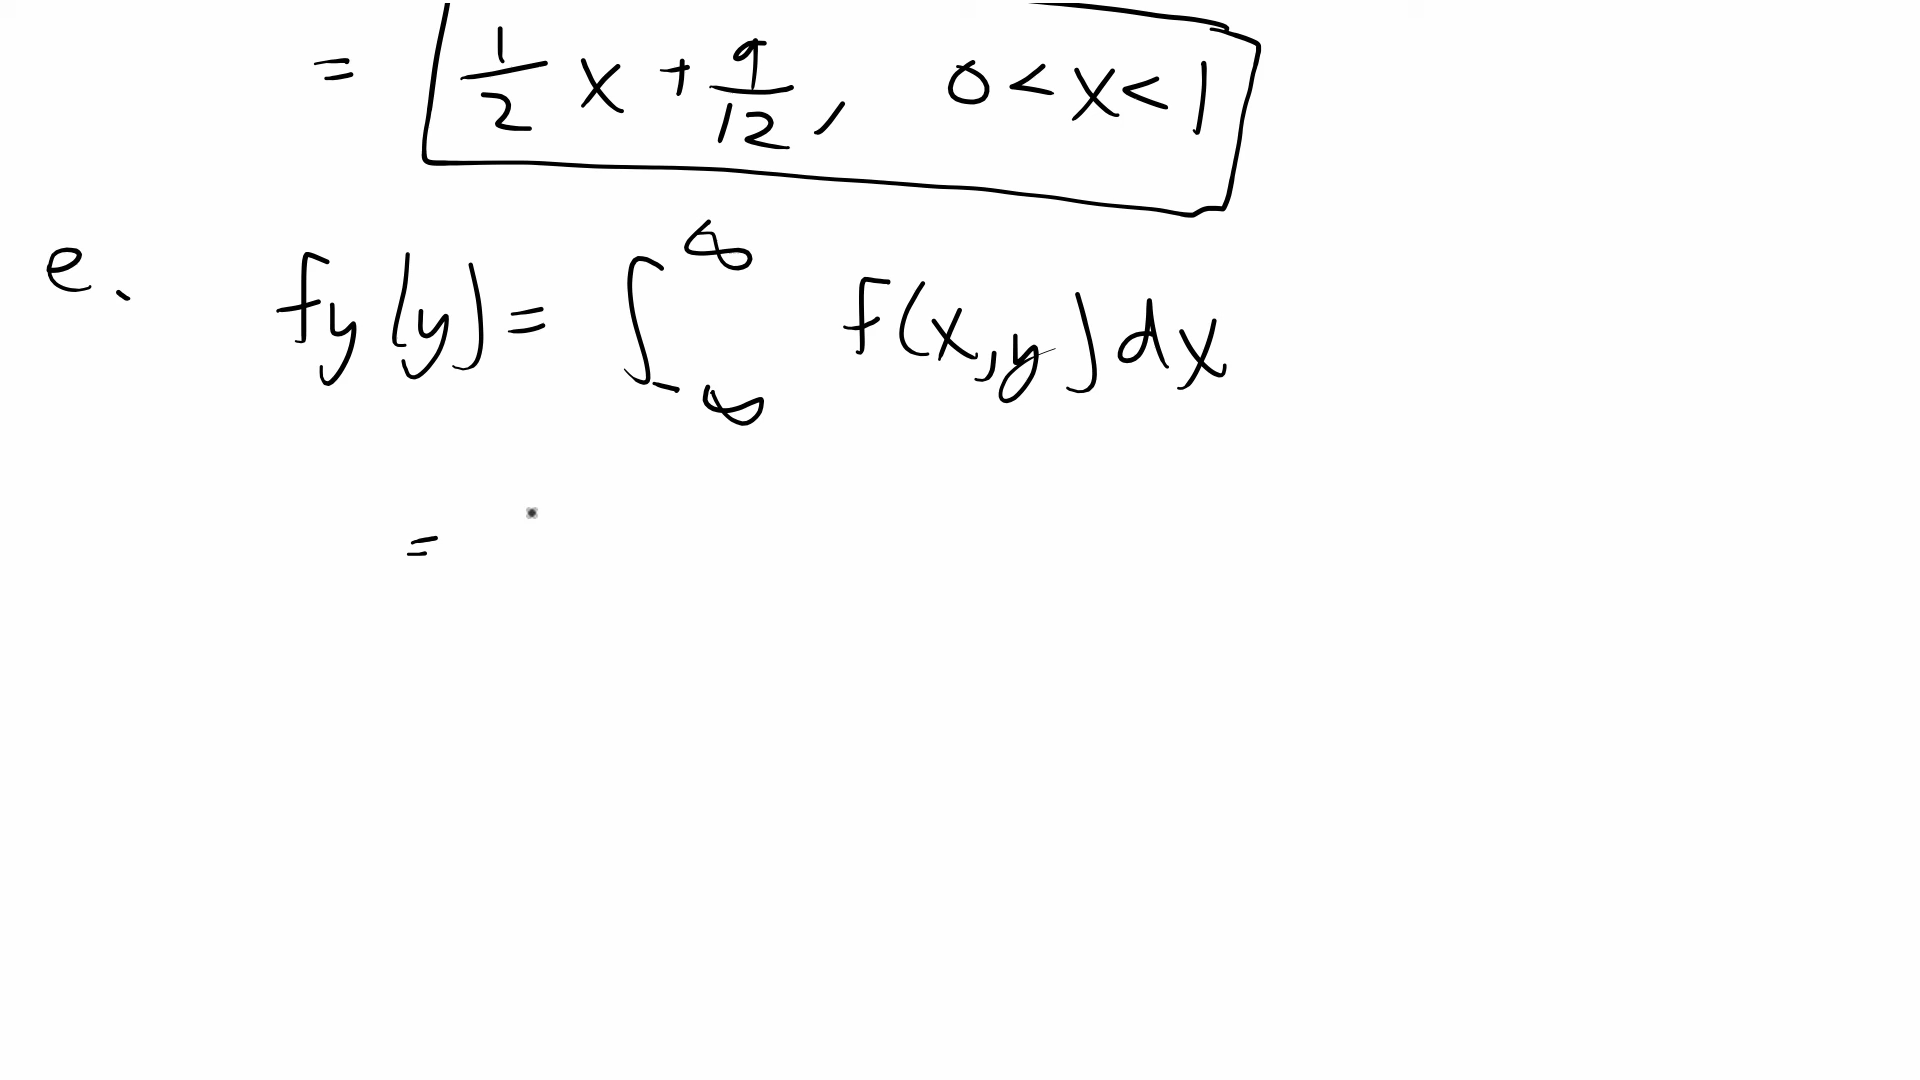 = 1/2 x + 9/12, 0 < x < 1
e. fy(y) = ∫_{-∞}^{∞} f(x,y) dx
=